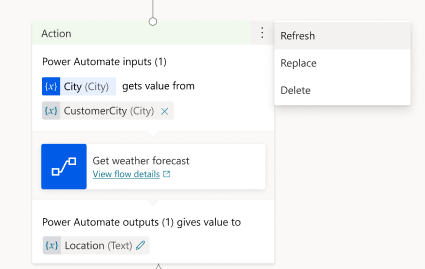 Action
Refresh
Replace
Delete
Power Automate inputs (1)
{x} City (City) gets value from
{x} CustomerCity (City)
Get weather forecast
View flow details
Power Automate outputs (1) gives value to
{x} Location (Text)